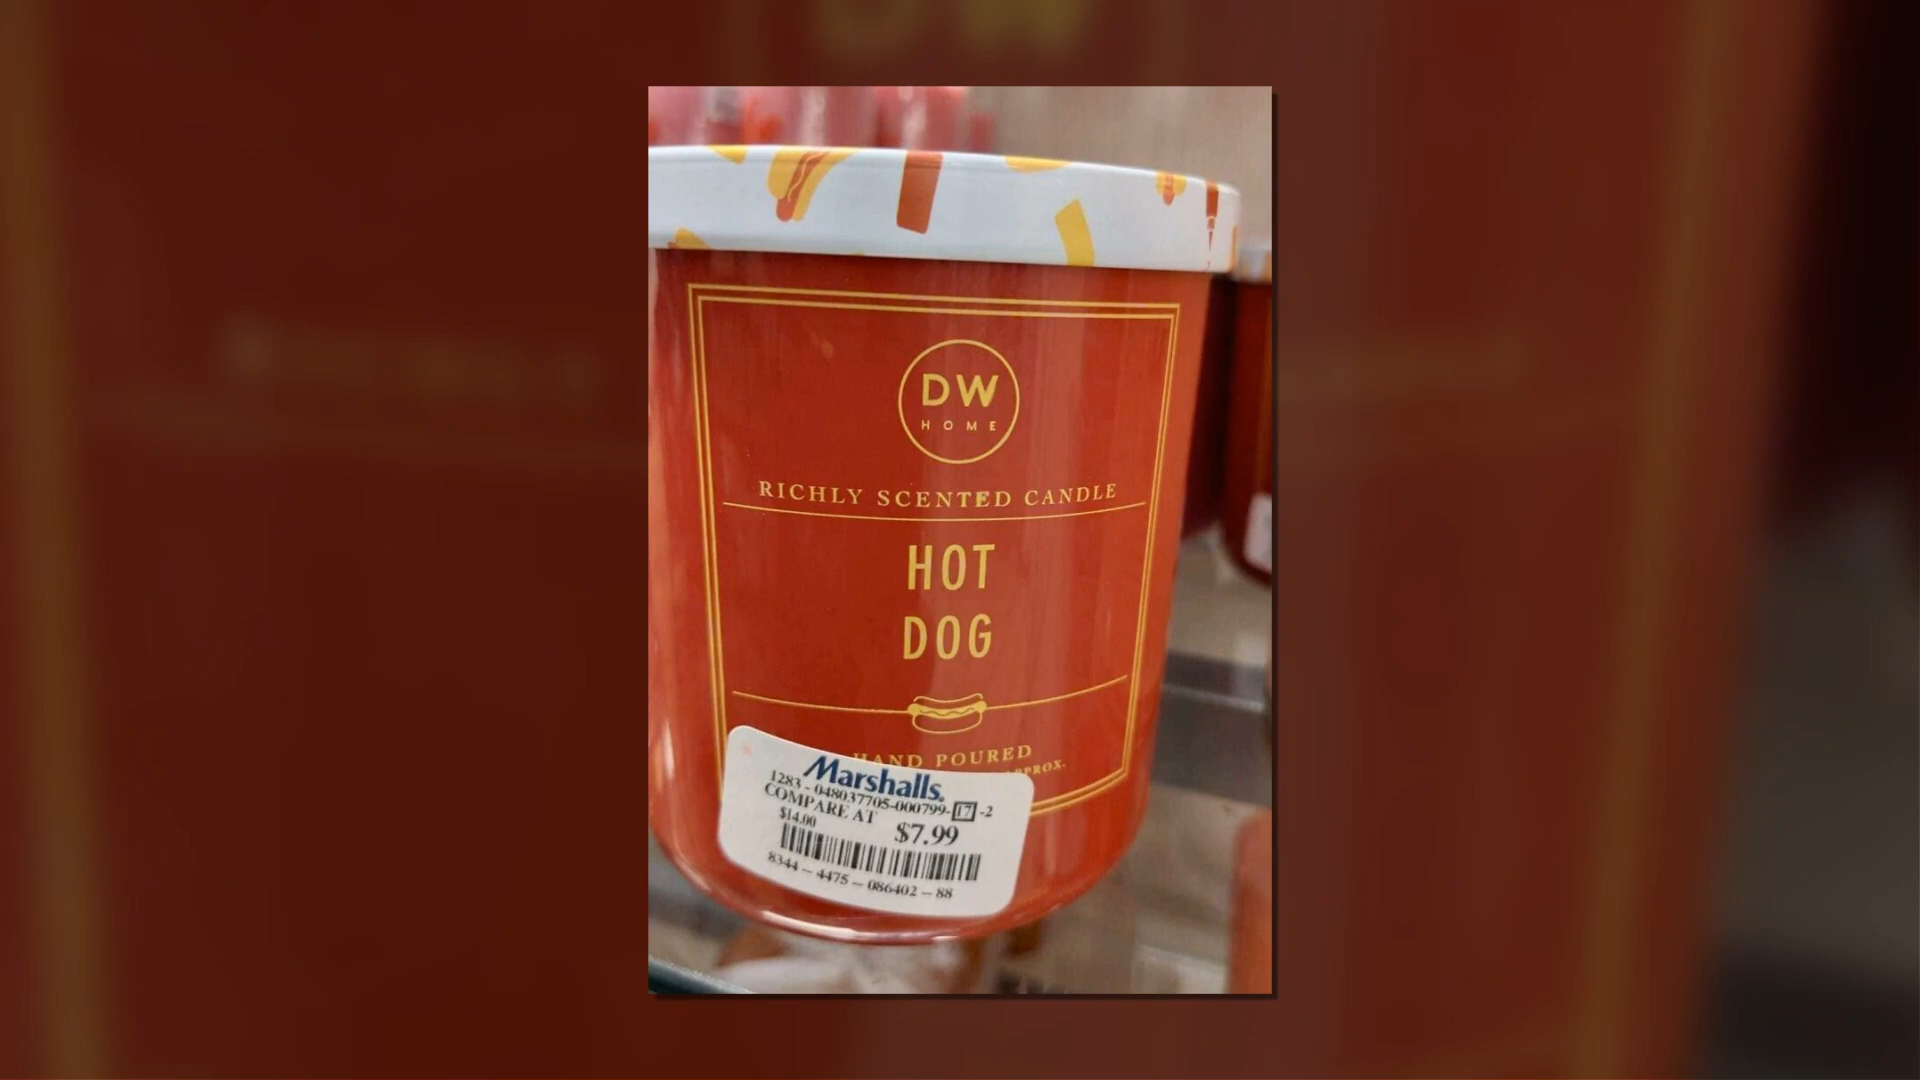 DW
HOME
RICHLY SCENTED CANDLE
HOT
DOG
HAND POURED
APPROX.
Marshalls.
1283 - 048037705-000799-17-2
COMPARE AT
$14.00
$7.99
8344 - 4475 - 086402 - 88